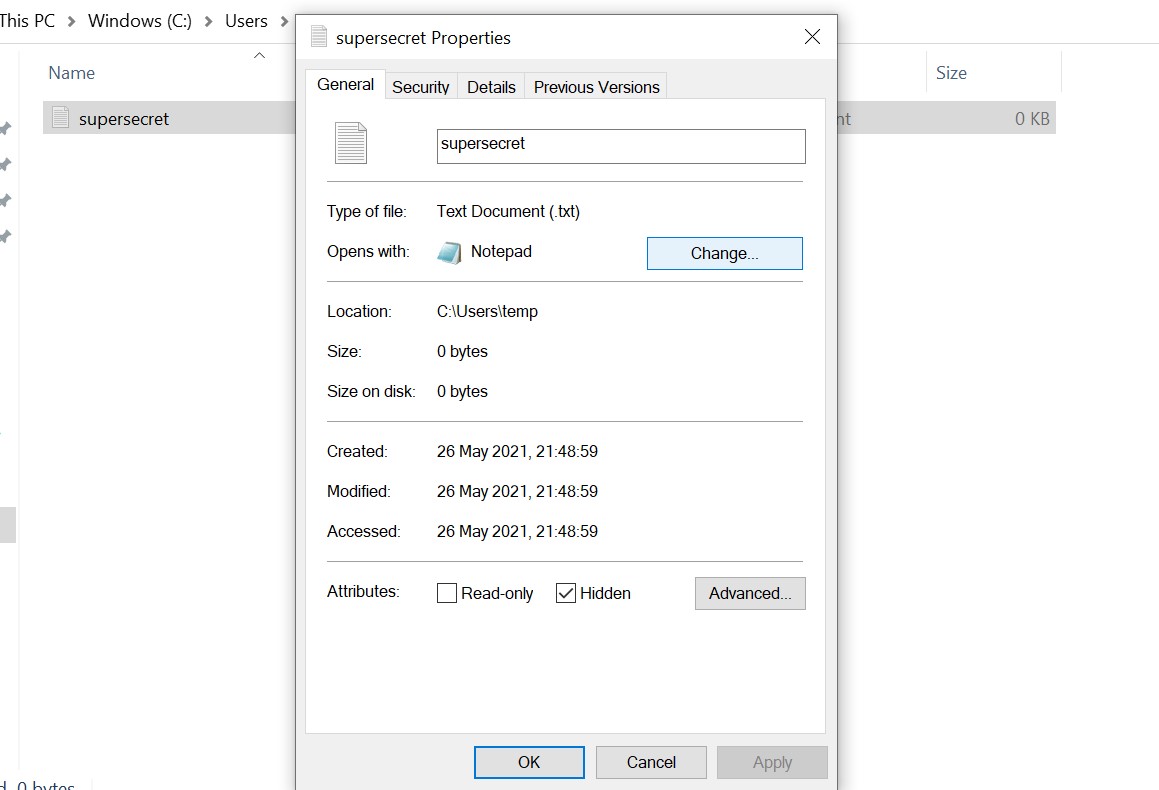 This PC > Windows (C:) > Users >
supersecret Properties
Name
Size
General Security Details Previous Versions
supersecret
0 KB
supersecret
Type of file: Text Document (.txt)
Opens with: Notepad Change...
Location: C:\Users\temp
Size: 0 bytes
Size on disk: 0 bytes
Created: 26 May 2021, 21:48:59
Modified: 26 May 2021, 21:48:59
Accessed: 26 May 2021, 21:48:59
Attributes: Read-only Hidden Advanced...
OK Cancel Apply
0 bytes